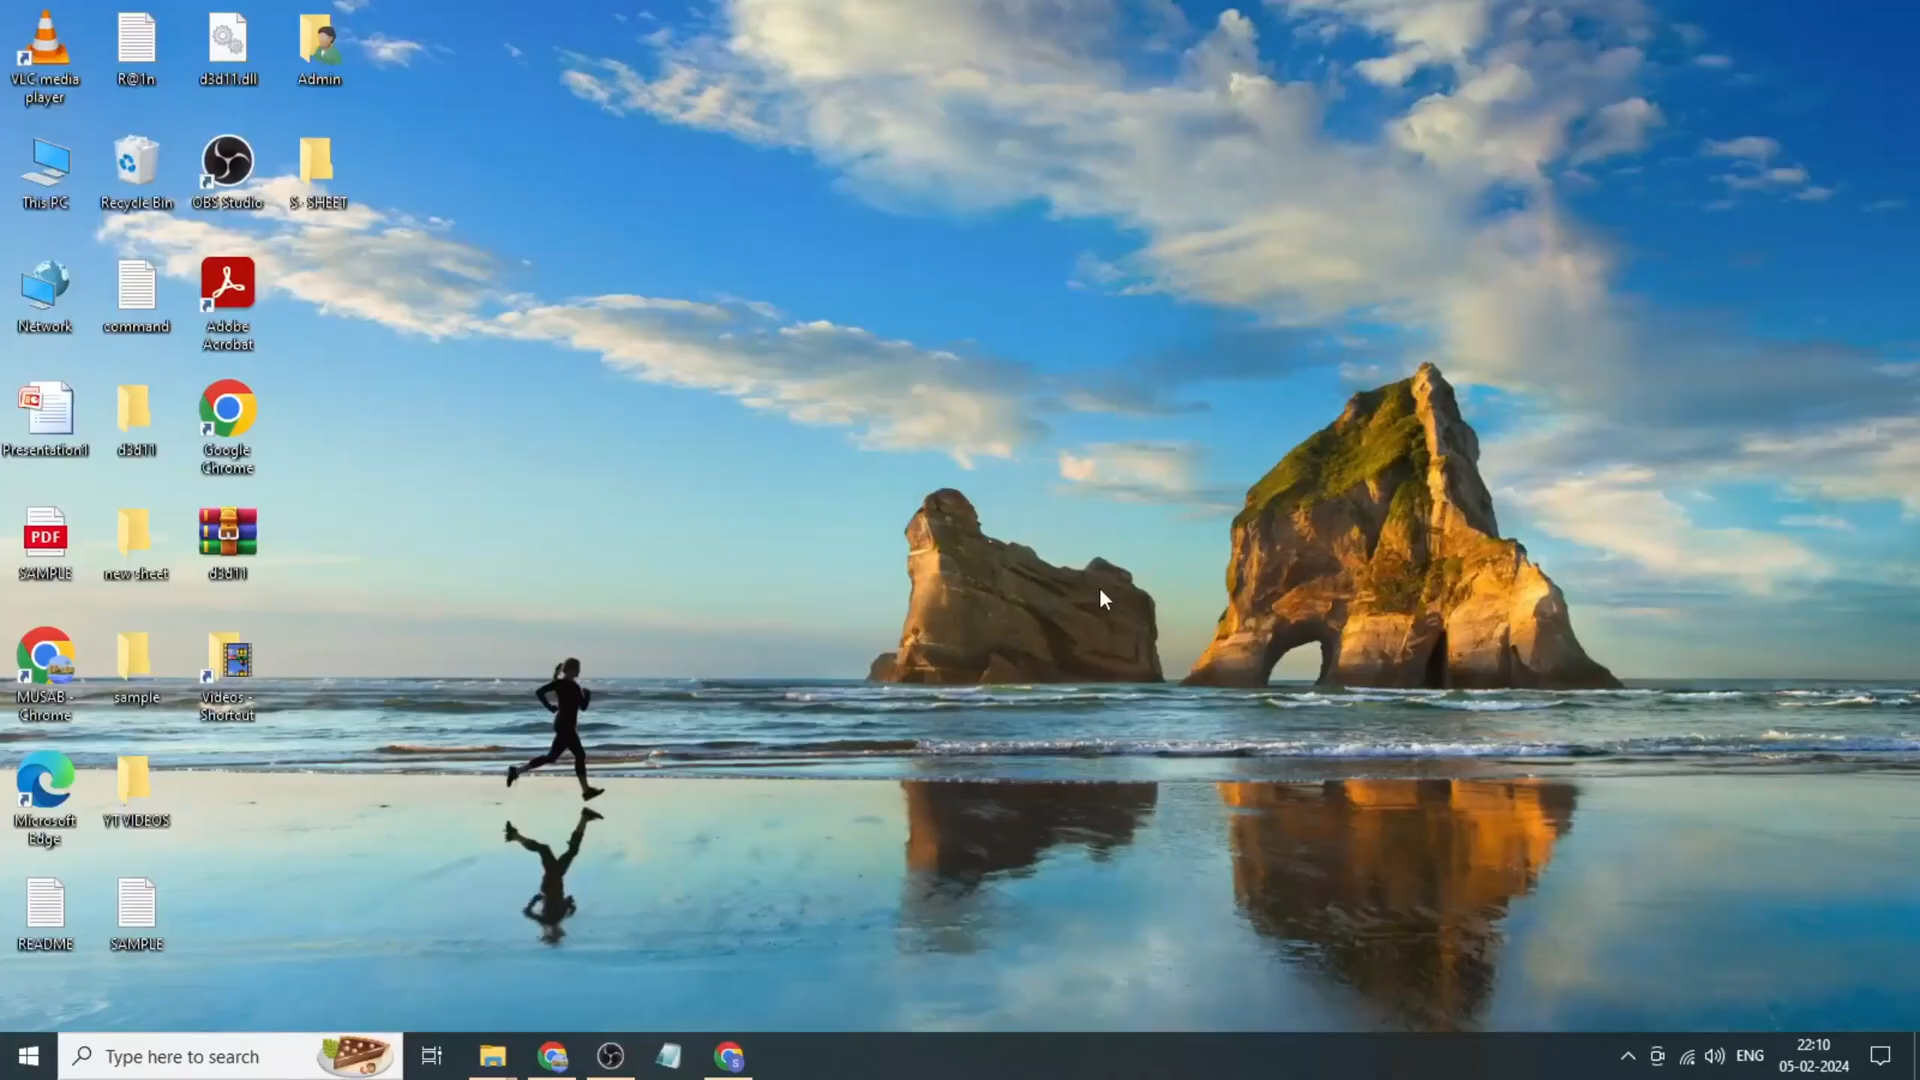 VLC media
player
R@1n
d3d11.dll
Admin
This PC
Recycle Bin
OBS Studio
S- SHEET
Network
command
Adobe
Acrobat
Presentation1
d3d11
Google
Chrome
PDF
SAMPLE
new sheet
d3d11
MUSAB -
Chrome
sample
Videos -
Shortcut
Microsoft
Edge
YT VIDEOS
README
SAMPLE
Type here to search
S
ENG
22:10
05-02-2024